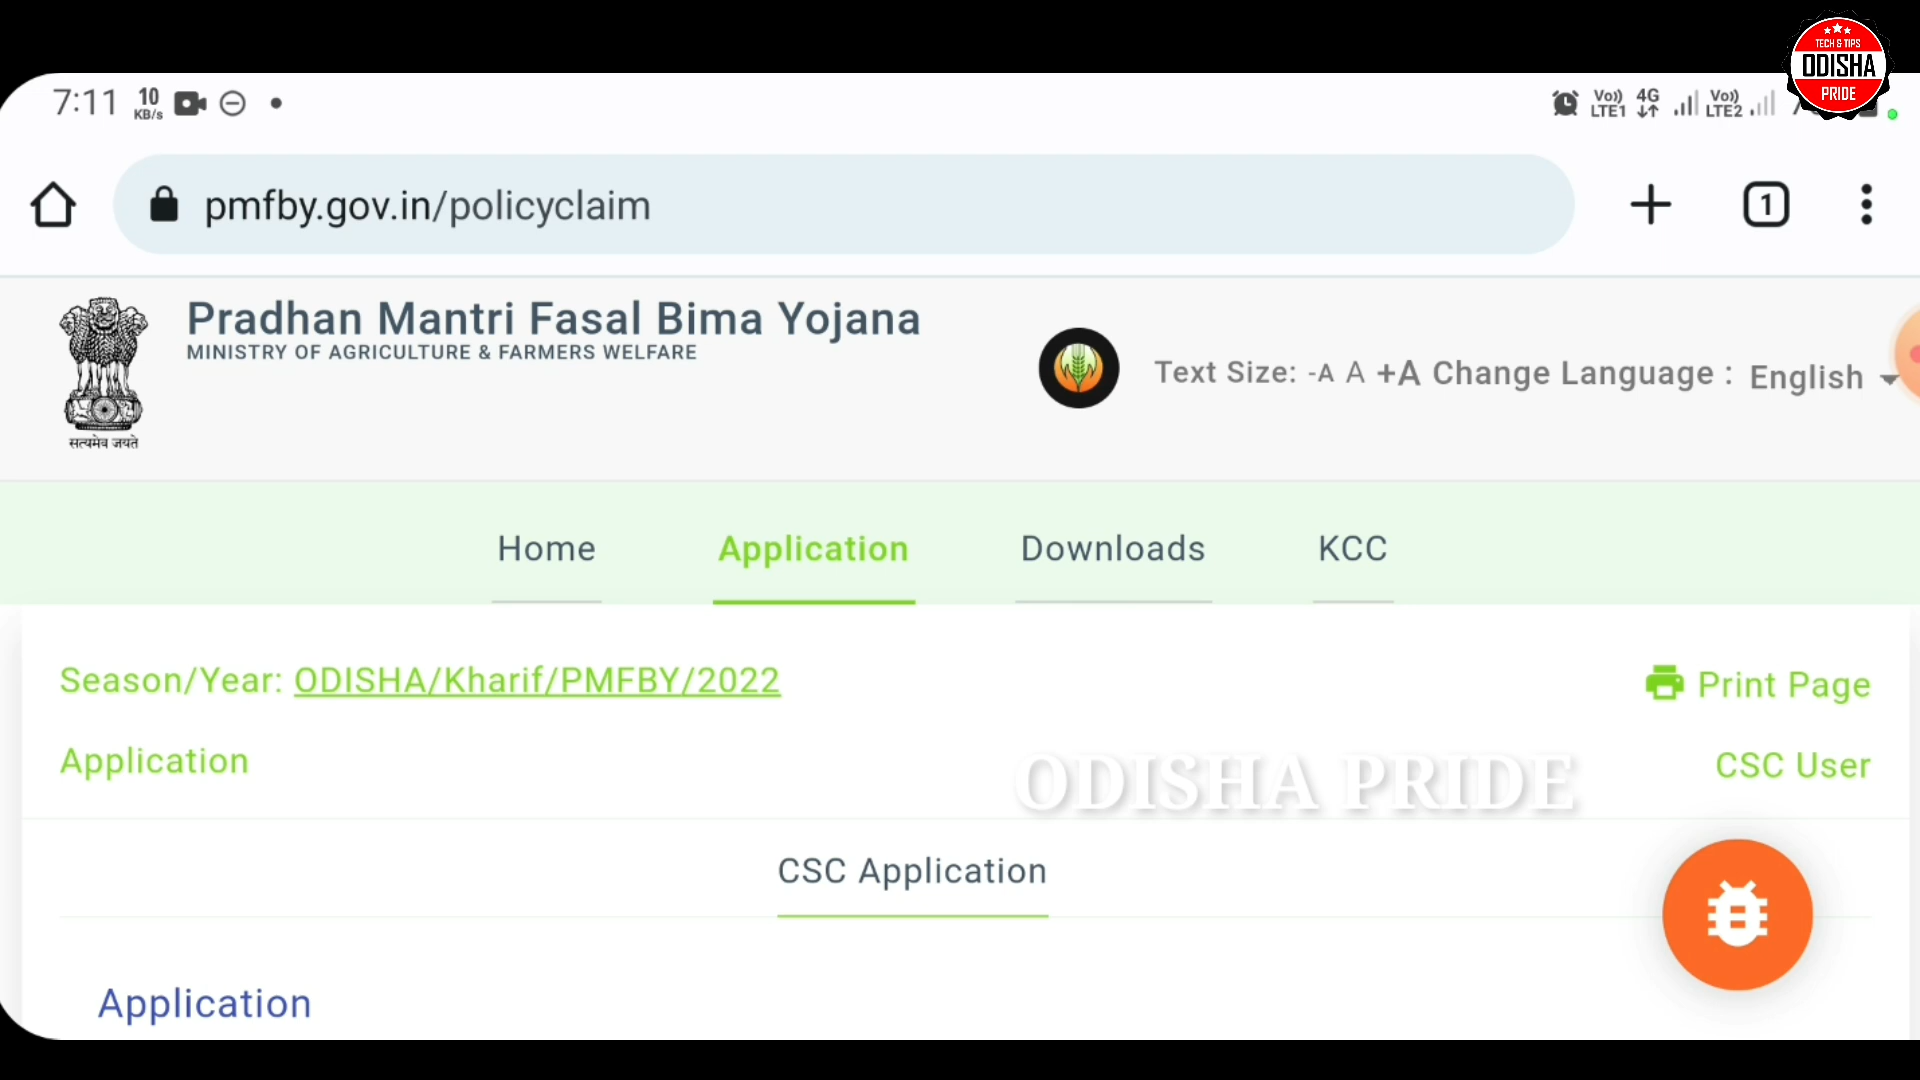 TECH & TIPS
ODISHA
PRIDE
7:11
10
KB/s
Vo))
LTE1
4G
Vo))
LTE2
pmfby.gov.in/policyclaim
1
Pradhan Mantri Fasal Bima Yojana
MINISTRY OF AGRICULTURE & FARMERS WELFARE
सत्यमेव जयते
Text Size: -A A +A Change Language : English
Home Application Downloads KCC
Season/Year: ODISHA/Kharif/PMFBY/2022
Print Page
Application
CSC User
ODISHA PRIDE
CSC Application
Application